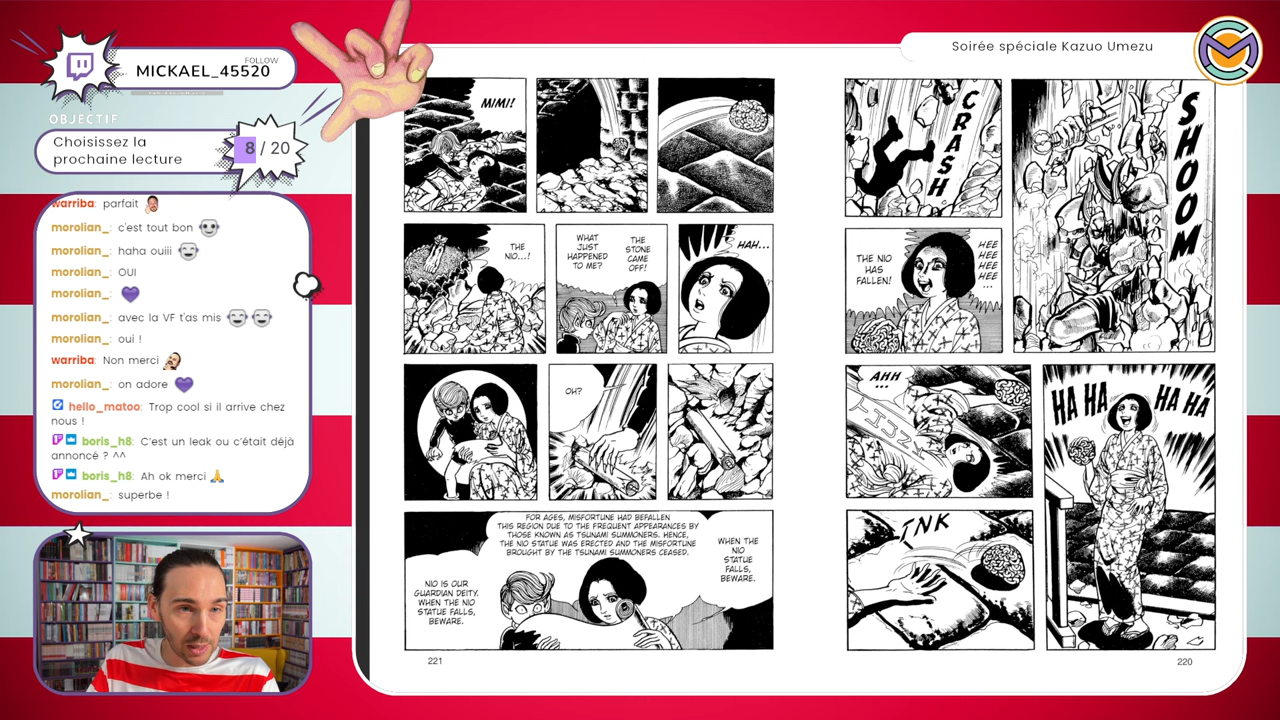 FOLLOW
MICKAEL_45520
OBJECTIF
Choisissez la
prochaine lecture
8 / 20
warriba: parfait
morolian_: c'est tout bon
morolian_: haha ouiii
morolian_: OUI
morolian_:
morolian_: avec la VF t'as mis
morolian_: oui !
warriba: Non merci
morolian_: on adore
hello_matoo: Trop cool si il arrive chez
nous !
boris_h8: C'est un leak ou c'était déjà
annoncé ? ^^
boris_h8: Ah ok merci
morolian_: superbe !
Soirée spéciale Kazuo Umezu
CRASH
SHOOM
THE NIO
HAS
FALLEN!
HEE
HEE
HEE
HEE
...
AHH
...
HA HA
HA HA
TNK
220
MIMI!
THE
NIO...!
WHAT
JUST
HAPPENED
TO ME?
THE
STONE
CAME
OFF!
HAH...
OH?
FOR AGES, MISFORTUNE HAD BEFALLEN
THIS REGION DUE TO THE FREQUENT APPEARANCES BY
THOSE KNOWN AS TSUNAMI SUMMONERS. HENCE,
THE NIO STATUE WAS ERECTED AND THE MISFORTUNE
BROUGHT BY THE TSUNAMI SUMMONERS CEASED.
WHEN THE
NIO
STATUE
FALLS,
BEWARE.
NIO IS OUR
GUARDIAN DEITY.
WHEN THE NIO
STATUE FALLS,
BEWARE.
221